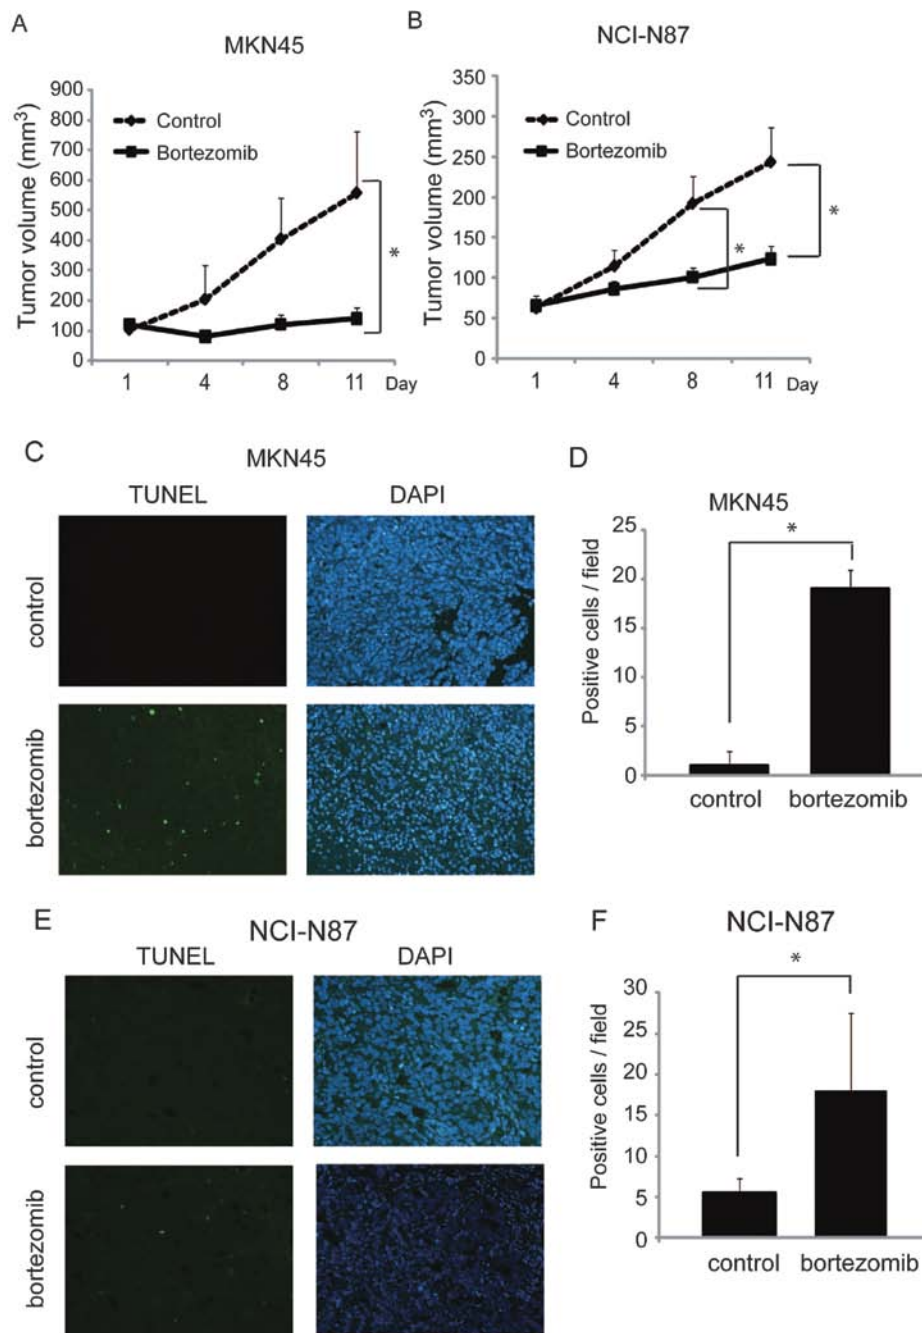 A
MKN45
Tumor volume (mm³)
900
800
700
600
500
400
300
200
100
0
Control
Bortezomib
*
1 4 8 11 Day
B
NCI-N87
Tumor volume (mm³)
350
300
250
200
150
100
50
0
Control
Bortezomib
*
*
1 4 8 11 Day
C
MKN45
TUNEL DAPI
control
bortezomib
D
MKN45
*
Positive cells / field
25
20
15
10
5
0
control bortezomib
E
NCI-N87
TUNEL DAPI
control
bortezomib
F
NCI-N87
*
Positive cells / field
30
25
20
15
10
5
0
control bortezomib